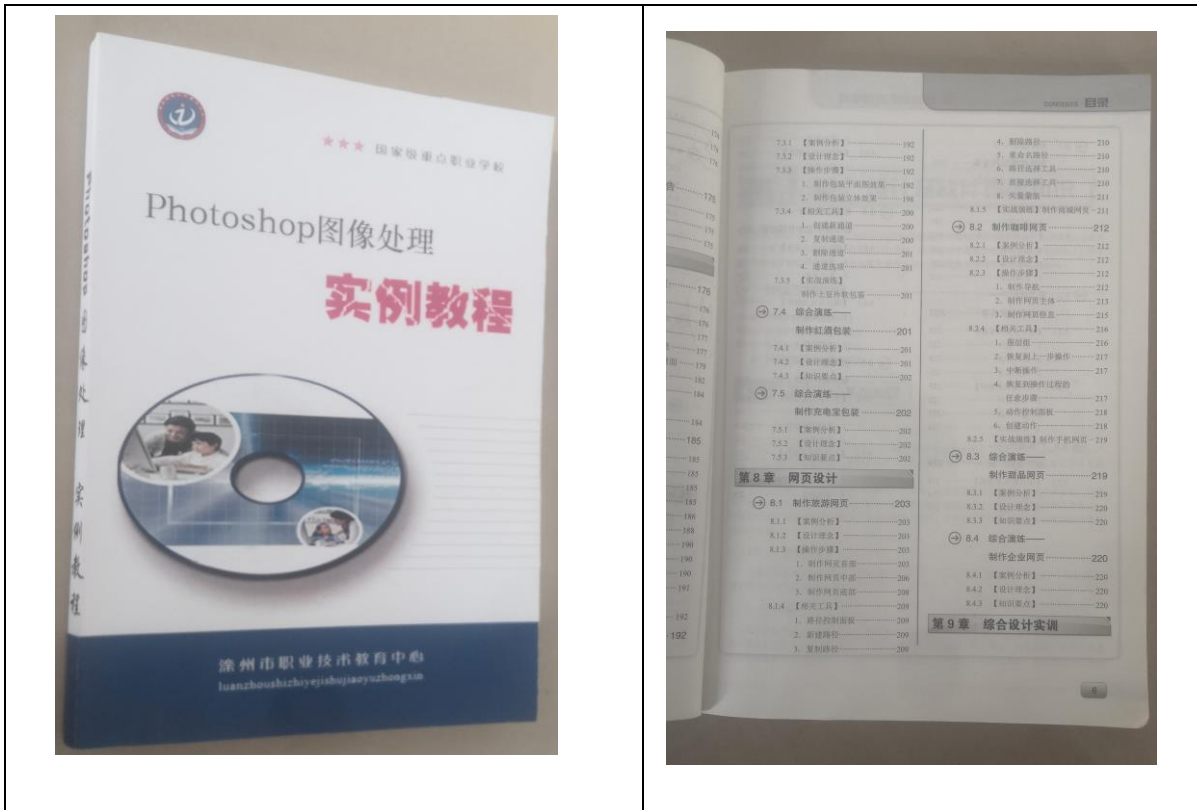 ★★★ 国家级重点职业学校
Photoshop图像处理
实例教程
Photoshop 图像处理 实例教程
滦州市职业技术教育中心
luanzhoushizhiyejishujiaoyuzhongxin
目录
7.3.1 【案例分析】 192
7.3.2 【设计理念】 192
7.3.3 【操作步骤】 192
1. 制作包装平面图效果 192
2. 制作包装立体效果 198
7.3.4 【相关工具】 200
1. 创建新通道 200
2. 复制通道 200
3. 删除通道 201
4. 通道选项 201
7.3.5 【实战演练】
制作土豆片软包装 201
7.4 综合演练——
制作红酒包装 201
7.4.1 【案例分析】 201
7.4.2 【设计理念】 201
7.4.3 【知识要点】 202
7.5 综合演练——
制作充电宝包装 202
7.5.1 【案例分析】 202
7.5.2 【设计理念】 202
7.5.3 【知识要点】 202
第8章 网页设计
8.1 制作旅游网页 203
8.1.1 【案例分析】 203
8.1.2 【设计理念】 203
8.1.3 【操作步骤】 203
1. 制作网页首部 203
2. 制作网页中部 206
3. 制作网页底部 208
8.1.4 【相关工具】 209
1. 路径控制面板 209
2. 新建路径 209
3. 复制路径 209
4. 删除路径 210
5. 重命名路径 210
6. 路径选择工具 210
7. 直接选择工具 210
8. 矢量蒙版 211
8.1.5 【实战演练】制作商城网页 211
8.2 制作咖啡网页 212
8.2.1 【案例分析】 212
8.2.2 【设计理念】 212
8.2.3 【操作步骤】 212
1. 制作导航 212
2. 制作网页主体 213
3. 制作网页信息 215
8.2.4 【相关工具】 216
1. 图层组 216
2. 恢复到上一步操作 217
3. 中断操作 217
4. 恢复到操作过程的
任意步骤 217
5. 动作控制面板 218
6. 创建动作 218
8.2.5 【实战演练】制作手机网页 219
8.3 综合演练——
制作甜品网页 219
8.3.1 【案例分析】 219
8.3.2 【设计理念】 220
8.3.3 【知识要点】 220
8.4 综合演练——
制作企业网页 220
8.4.1 【案例分析】 220
8.4.2 【设计理念】 220
8.4.3 【知识要点】 220
第9章 综合设计实训
6